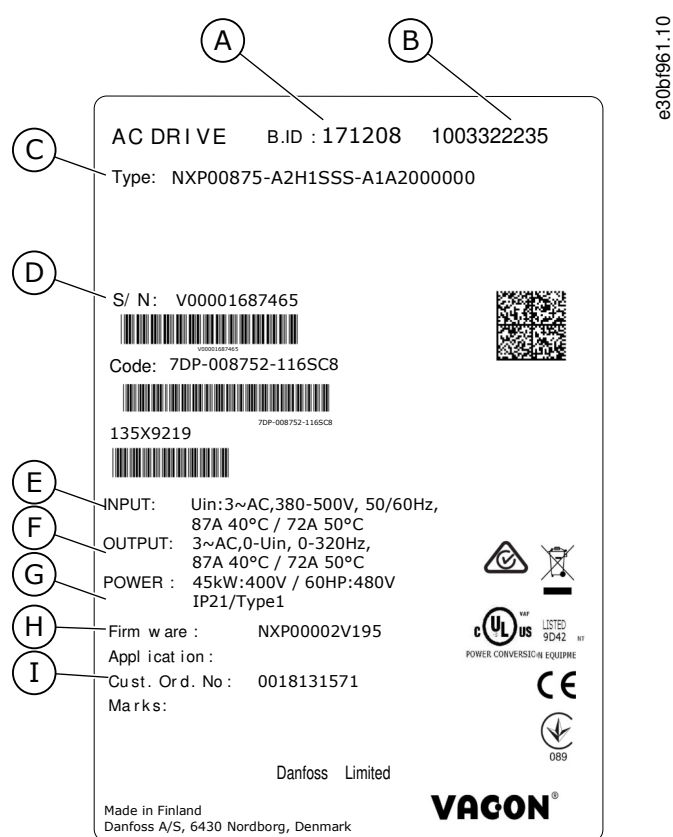 e30bf961.10
A
B
AC DRIVE B.ID : 171208 1003322235
C
Type: NXP00875-A2H1SSS-A1A2000000
D
S/ N: V00001687465
V00001687465
Code: 7DP-008752-116SC8
7DP-008752-116SC8
135X9219
E
INPUT: Uin:3~AC,380-500V, 50/60Hz,
87A 40°C / 72A 50°C
F
OUTPUT: 3~AC,0-Uin, 0-320Hz,
87A 40°C / 72A 50°C
G
POWER : 45kW:400V / 60HP:480V
IP21/Type1
H
Firm w are : NXP00002V195
Appl icat ion :
I
Cust. Ord. No : 0018131571
Marks:
c UL US VAF LISTED
9D42 NT
POWER CONVERSION EQUIPME
CE
089
Danfoss Limited
VACON®
Made in Finland
Danfoss A/S, 6430 Nordborg, Denmark